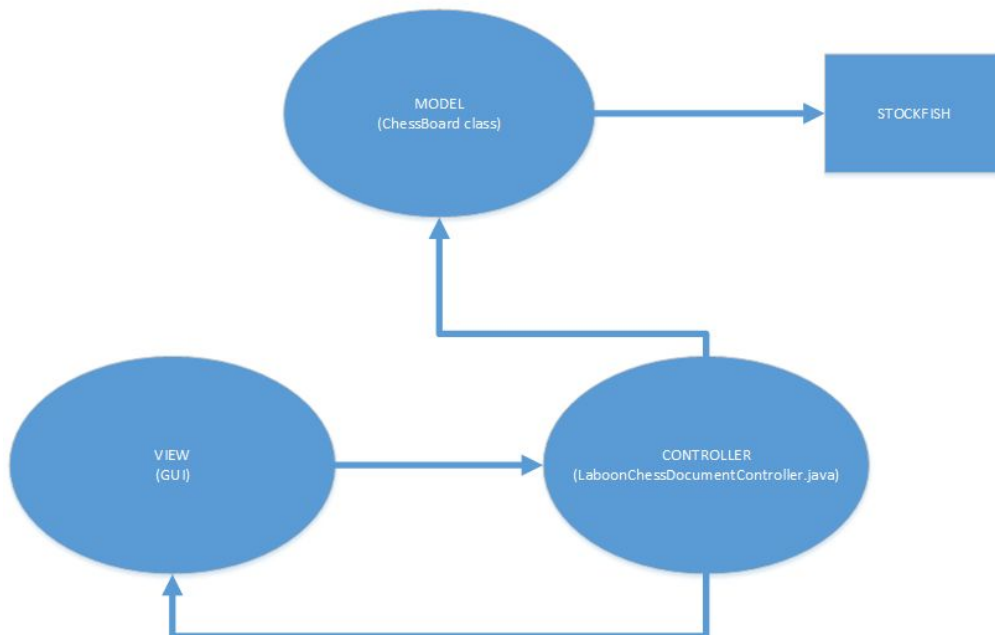 MODEL
(ChessBoard class)
STOCKFISH
VIEW
(GUI)
CONTROLLER
(LaboonChessDocumentController.java)